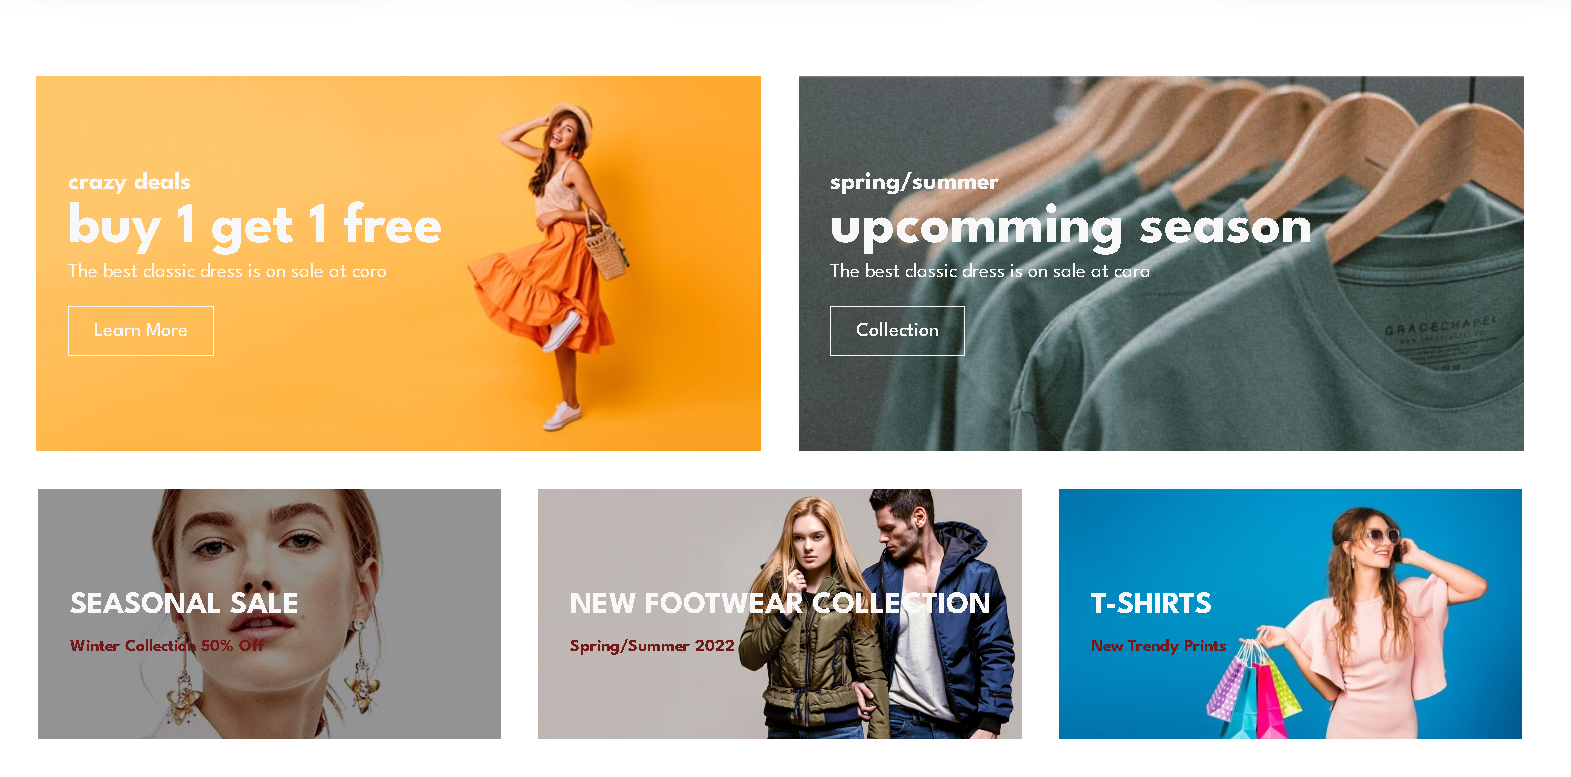 crazy deals
buy 1 get 1 free
The best classic dress is on sale at coro
Learn More
spring/summer
upcomming season
The best classic dress is on sale at cara
Collection
GRACECHAPEL
SEASONAL SALE
Winter Collection 50% Off
NEW FOOTWEAR COLLECTION
Spring/Summer 2022
T-SHIRTS
New Trendy Prints